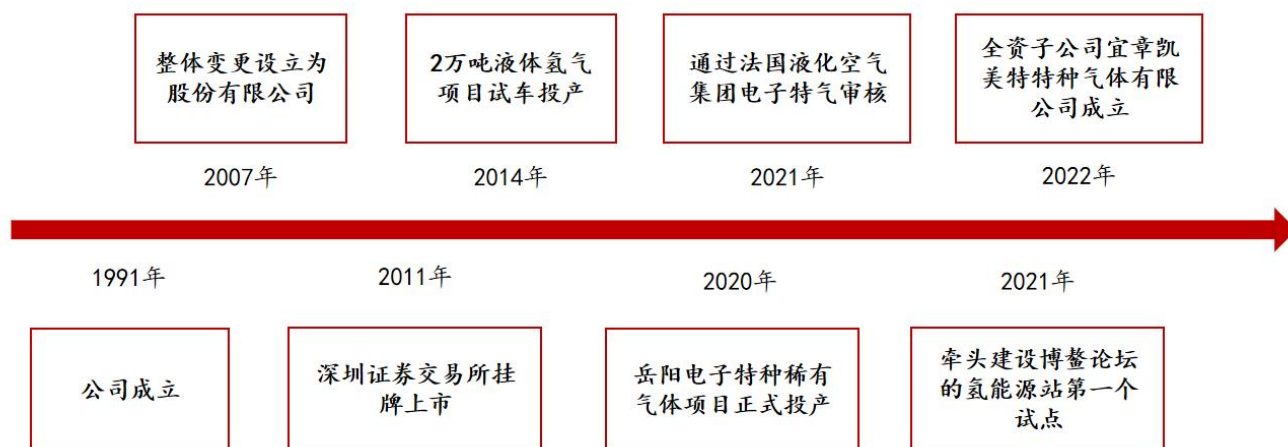 整体变更设立为
股份有限公司
2万吨液体氩气
项目试车投产
通过法国液化空气
集团电子特气审核
全资子公司宜章凯
美特特种气体有限
公司成立
2007年
2014年
2021年
2022年
1991年
2011年
2020年
2021年
公司成立
深圳证券交易所挂
牌上市
岳阳电子特种稀有
气体项目正式投产
牵头建设博鳌论坛
的氢能源站第一个
试点